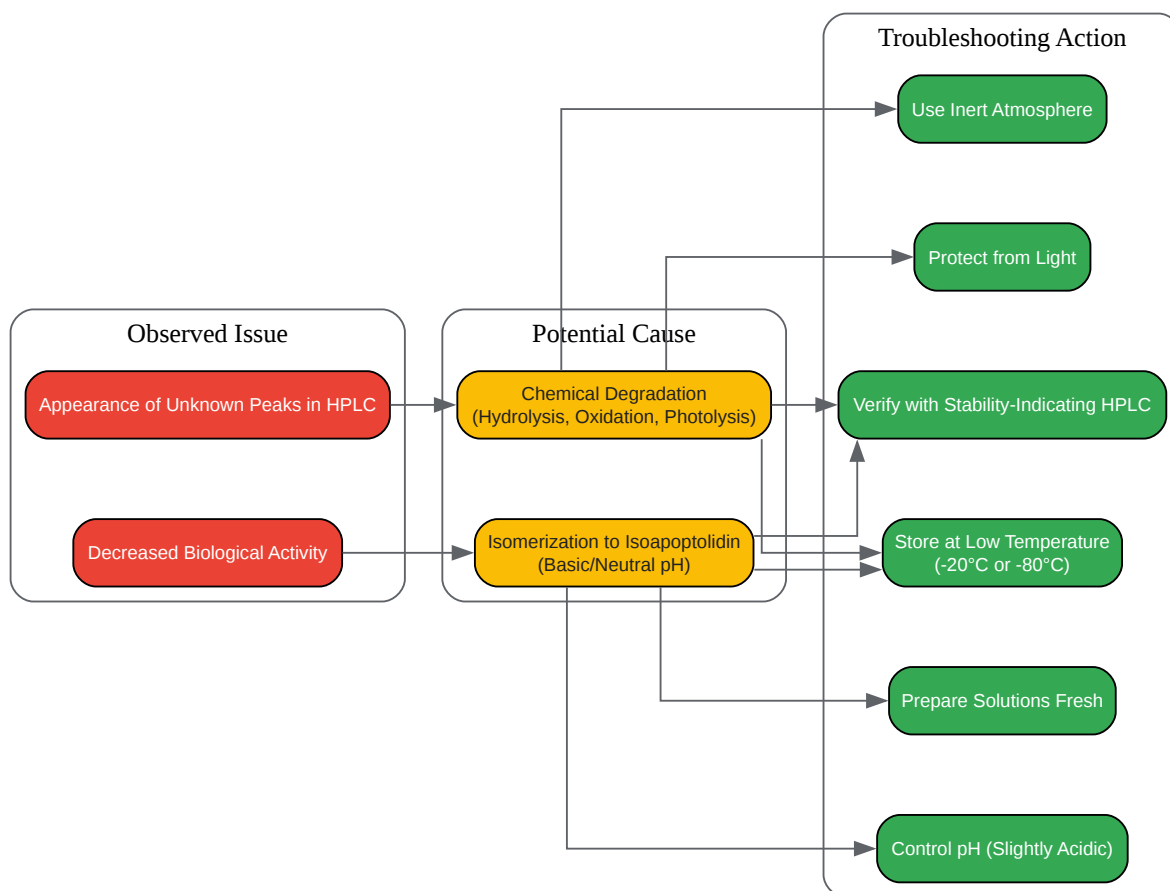 Troubleshooting Action
Use Inert Atmosphere
Protect from Light
Observed Issue
Potential Cause
Appearance of Unknown Peaks in HPLC
Chemical Degradation
(Hydrolysis, Oxidation, Photolysis)
Verify with Stability-Indicating HPLC
Decreased Biological Activity
Isomerization to Isoapoptolidin
(Basic/Neutral pH)
Store at Low Temperature
(-20°C or -80°C)
Prepare Solutions Fresh
Control pH (Slightly Acidic)